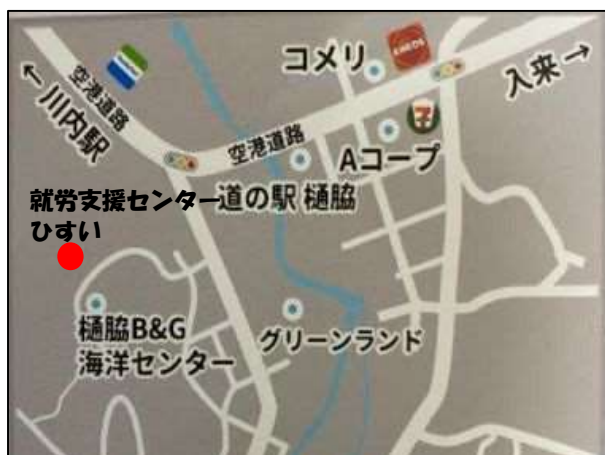 コメリ
ENEOS
入来→
←川内駅
空港道路
空港道路
Aコープ
7
道の駅 樋脇
就労支援センター
ひすい
樋脇B&G
海洋センター
グリーンランド